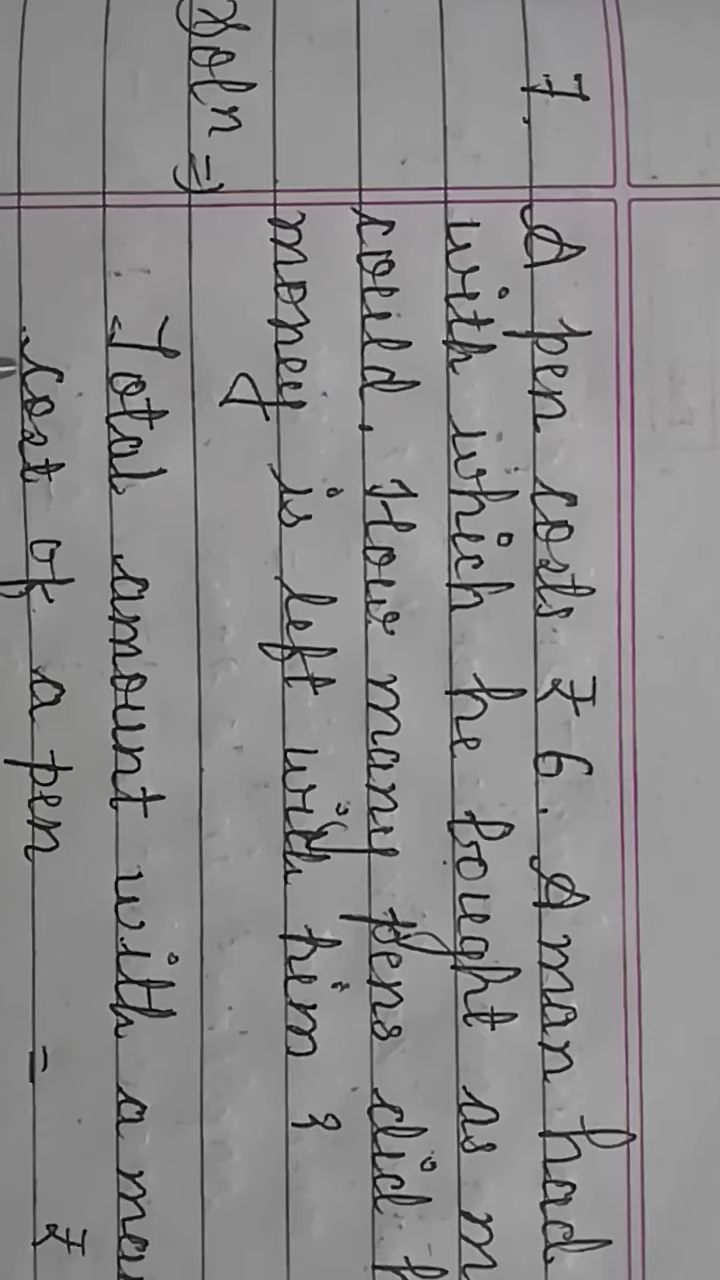 7. A pen costs ₹ 6. A man had
with which he bought as m
could. How many pens did h
money is left with him?
Soln ⇒
Total amount with a ma
cost of a pen = ₹